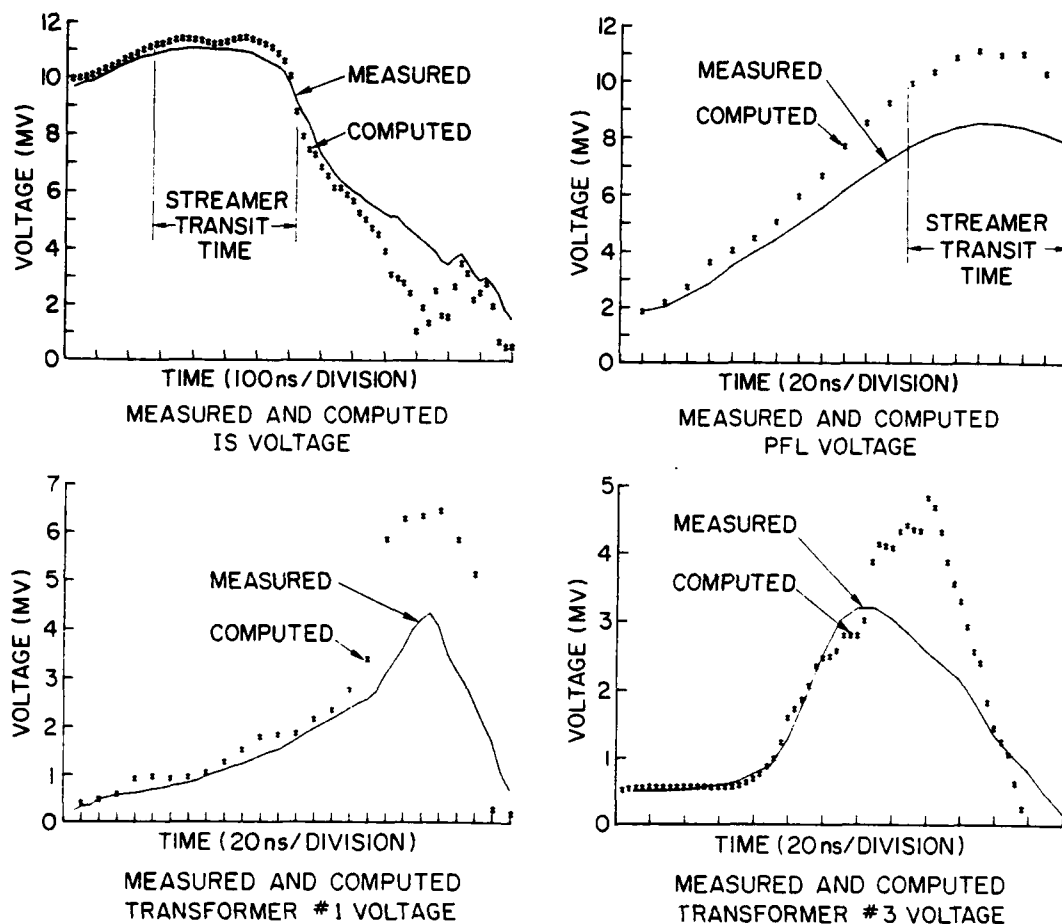 12
10
8
6
4
2
0
VOLTAGE (MV)
MEASURED
COMPUTED
STREAMER
TRANSIT
TIME
TIME (100ns/DIVISION)
MEASURED AND COMPUTED
IS VOLTAGE
12
10
8
6
4
2
0
VOLTAGE (MV)
COMPUTED
MEASURED
STREAMER
TRANSIT
TIME
TIME (20ns/DIVISION)
MEASURED AND COMPUTED
PFL VOLTAGE
7
6
5
4
3
2
1
0
VOLTAGE (MV)
MEASURED
COMPUTED
TIME (20ns/DIVISION)
MEASURED AND COMPUTED
TRANSFORMER #1 VOLTAGE
5
4
3
2
1
0
VOLTAGE (MV)
MEASURED
COMPUTED
TIME (20ns/DIVISION)
MEASURED AND COMPUTED
TRANSFORMER #3 VOLTAGE